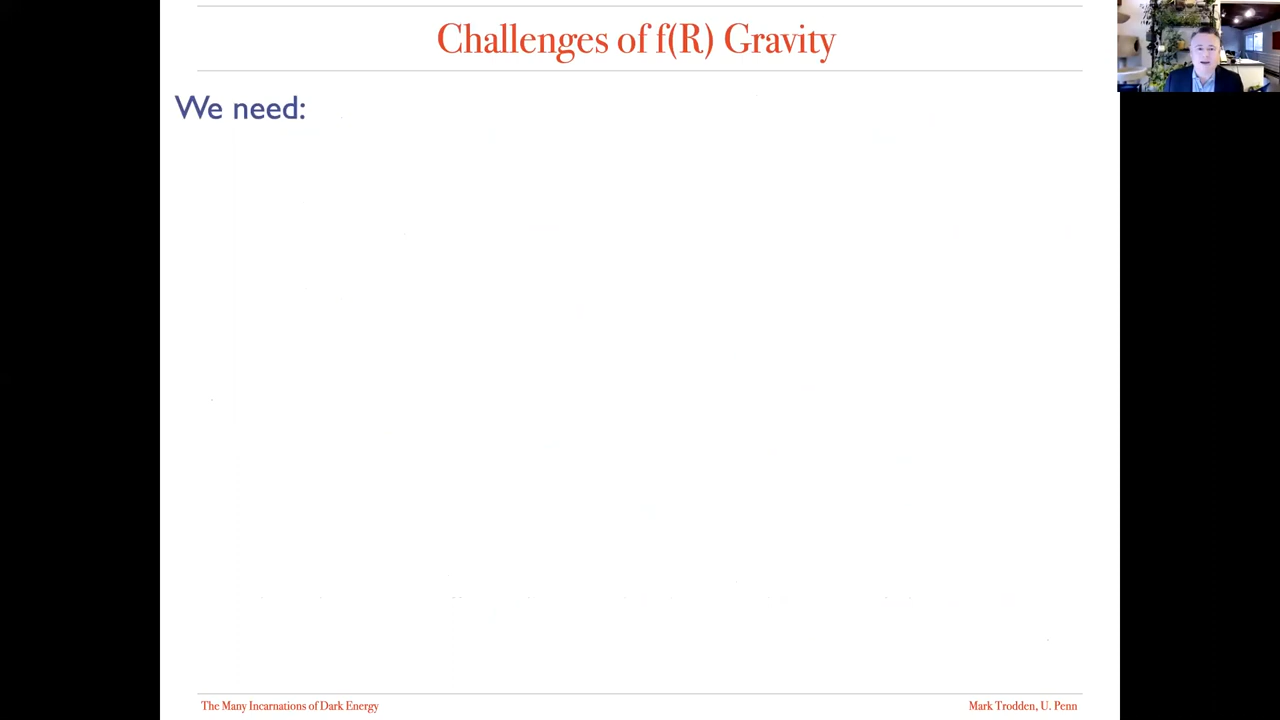 Challenges of f(R) Gravity
We need:
The Many Incarnations of Dark Energy
Mark Trodden, U. Penn